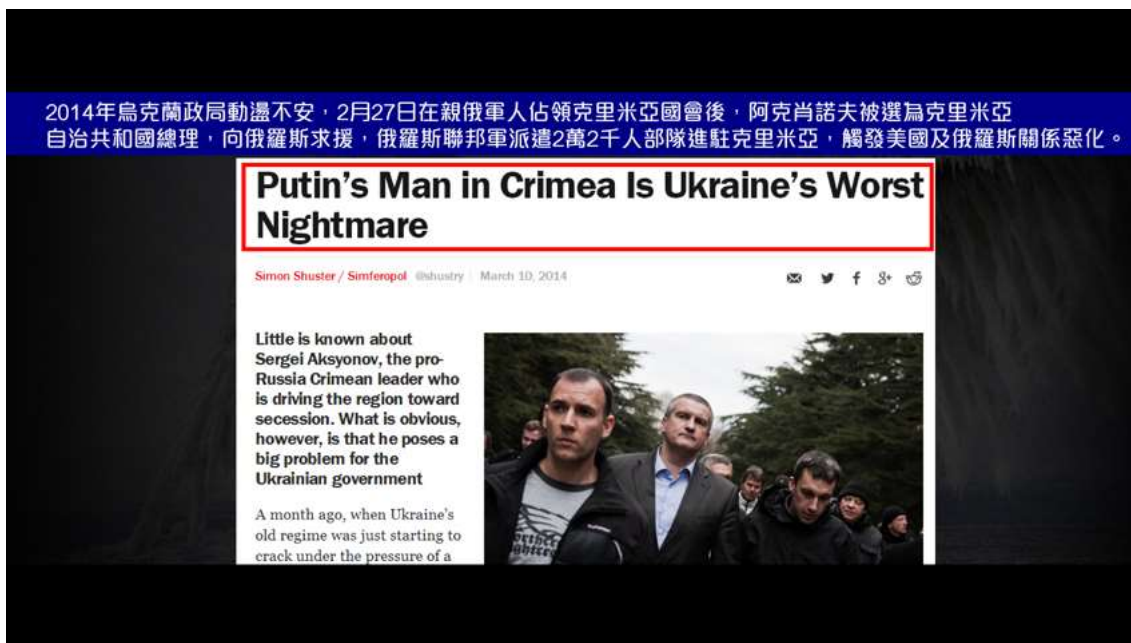 2014年烏克蘭政局動盪不安，2月27日在親俄軍人佔領克里米亞國會後，阿克肖諾夫被選為克里米亞
自治共和國總理，向俄羅斯求援，俄羅斯聯邦軍派遣2萬2千人部隊進駐克里米亞，觸發美國及俄羅斯關係惡化。
Putin’s Man in Crimea Is Ukraine’s Worst
Nightmare
Simon Shuster / Simferopol @shustry March 10, 2014
Little is known about
Sergei Aksyonov, the pro-
Russia Crimean leader who
is driving the region toward
secession. What is obvious,
however, is that he poses a
big problem for the
Ukrainian government
A month ago, when Ukraine’s
old regime was just starting to
crack under the pressure of a